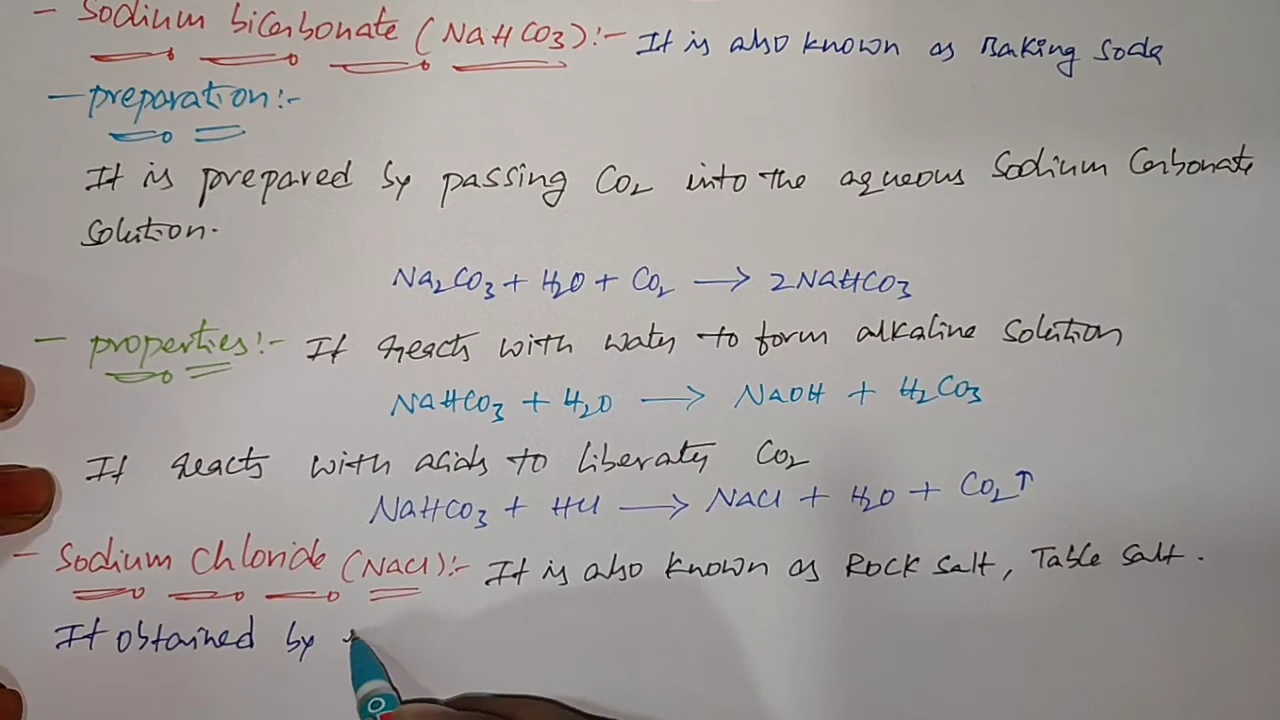 - Sodium bicarbonate (NaHCO3):- It is also known as Baking Soda
- preparation:-
It is prepared by passing CO2 into the aqueous Sodium Carbonate
Solution.
Na2CO3 + H2O + CO2 → 2NaHCO3
- properties:- It reacts with water to form alkaline solution
NaHCO3 + H2O → NaOH + H2CO3
It reacts with acids to liberate CO2
NaHCO3 + HCl → NaCl + H2O + CO2↑
- Sodium Chloride (NaCl):- It is also known as Rock Salt, Table Salt.
It obtained by